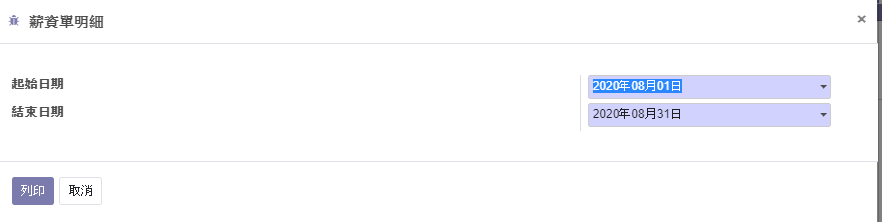 薪資單明細
×
起始日期
2020年08月01日
結束日期
2020年08月31日
列印
取消